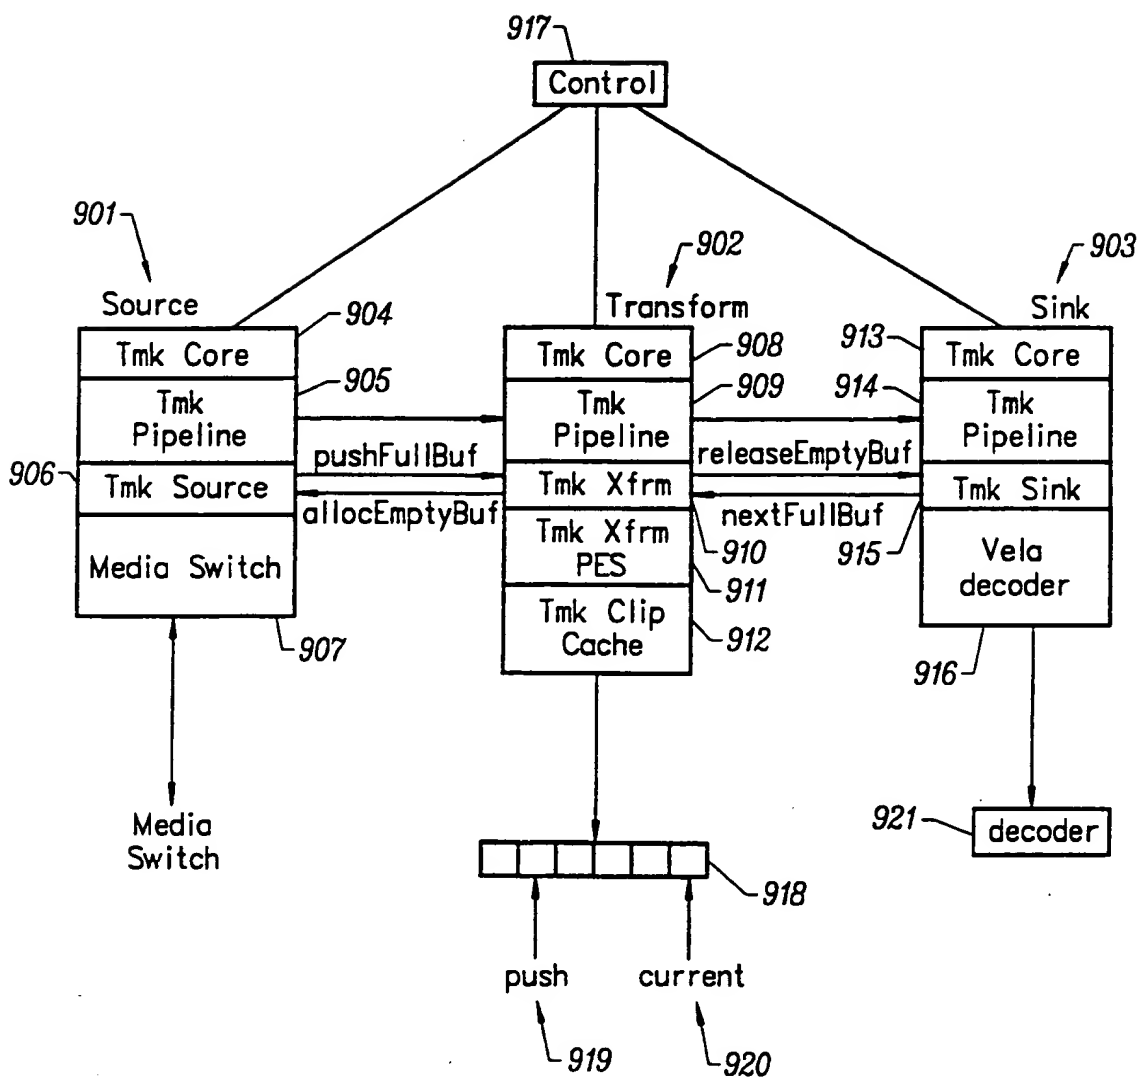 917
Control
901
902
903
Source
Transform
Sink
904
908
913
Tmk Core
Tmk Core
Tmk Core
905
909
914
Tmk
Pipeline
Tmk
Pipeline
Tmk
Pipeline
pushFullBuf
releaseEmptyBuf
906
Tmk Source
Tmk Xfrm
Tmk Sink
allocEmptyBuf
nextFullBuf
910
915
Media Switch
Tmk Xfrm
PES
Vela
decoder
911
Tmk Clip
Cache
912
907
916
Media
Switch
921
decoder
918
push
current
919
920